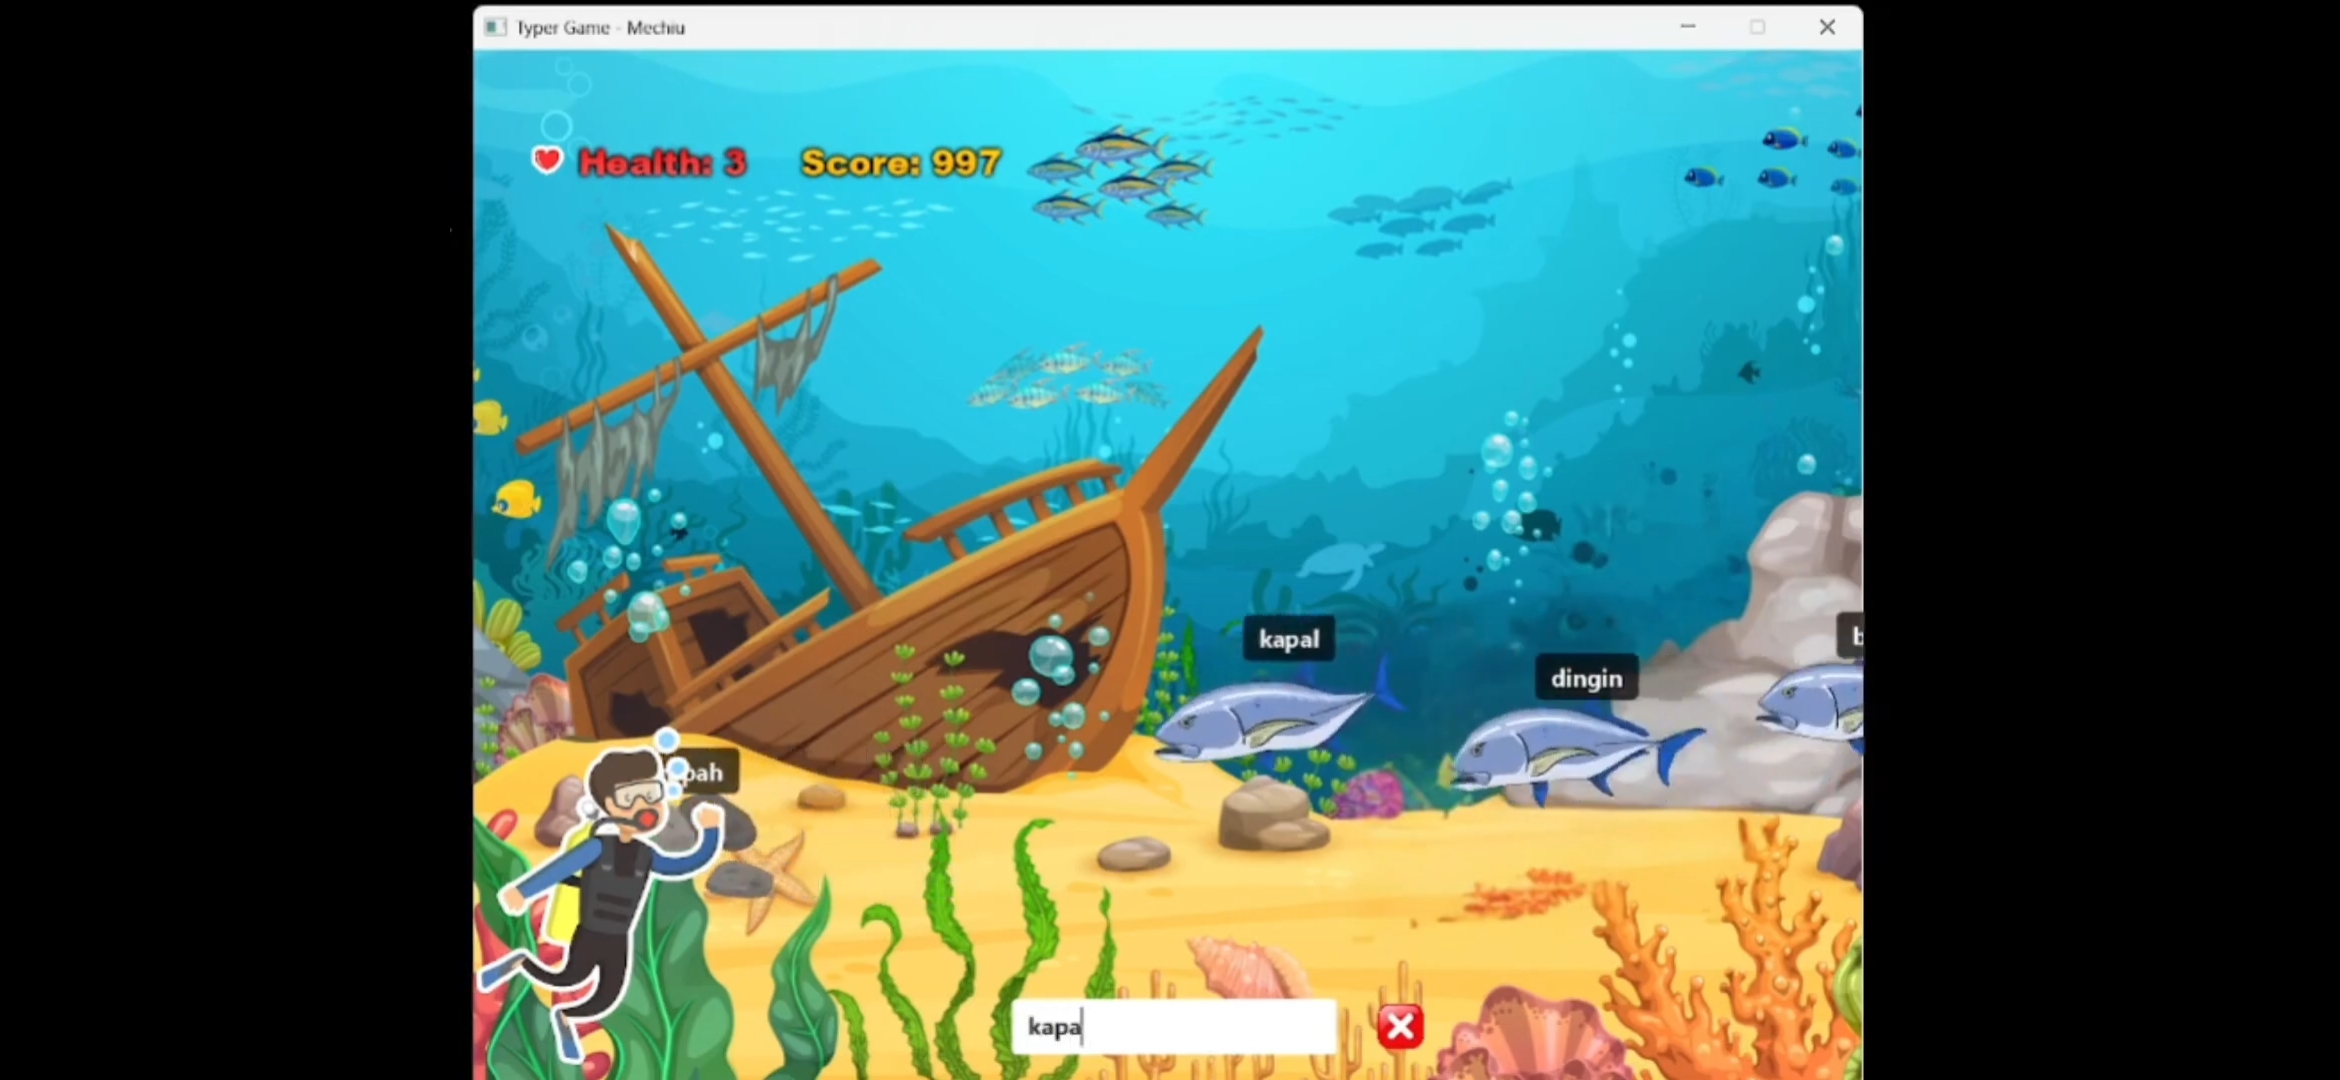 Typer Game - Mechiu
Health: 3
Score: 997
kapal
dingin
kapa